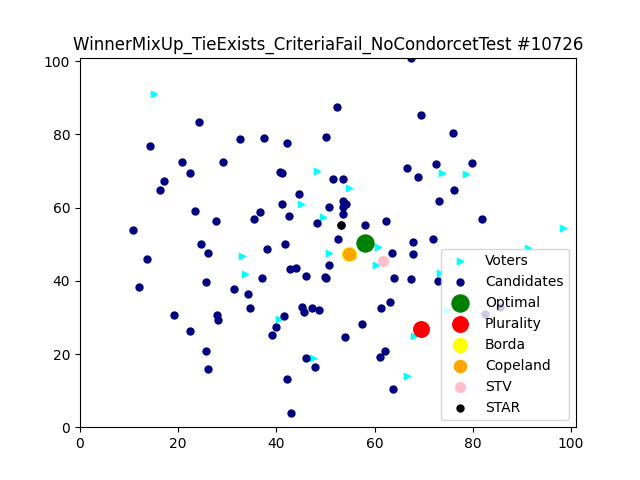 WinnerMixUp_TieExists_CriteriaFail_NoCondorcetTest #10726
100
80
60
40
20
0
0 20 40 60 80 100
Voters
Candidates
Optimal
Plurality
Borda
Copeland
STV
STAR